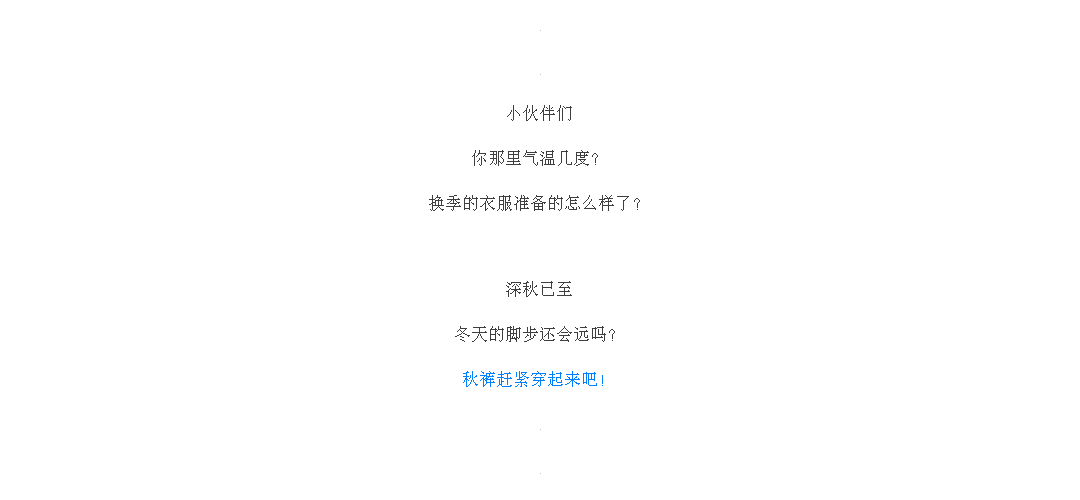 小伙伴们
你那里气温几度?
换季的衣服准备的怎么样了?
深秋已至
冬天的脚步还会远吗?
秋裤赶紧穿起来吧!